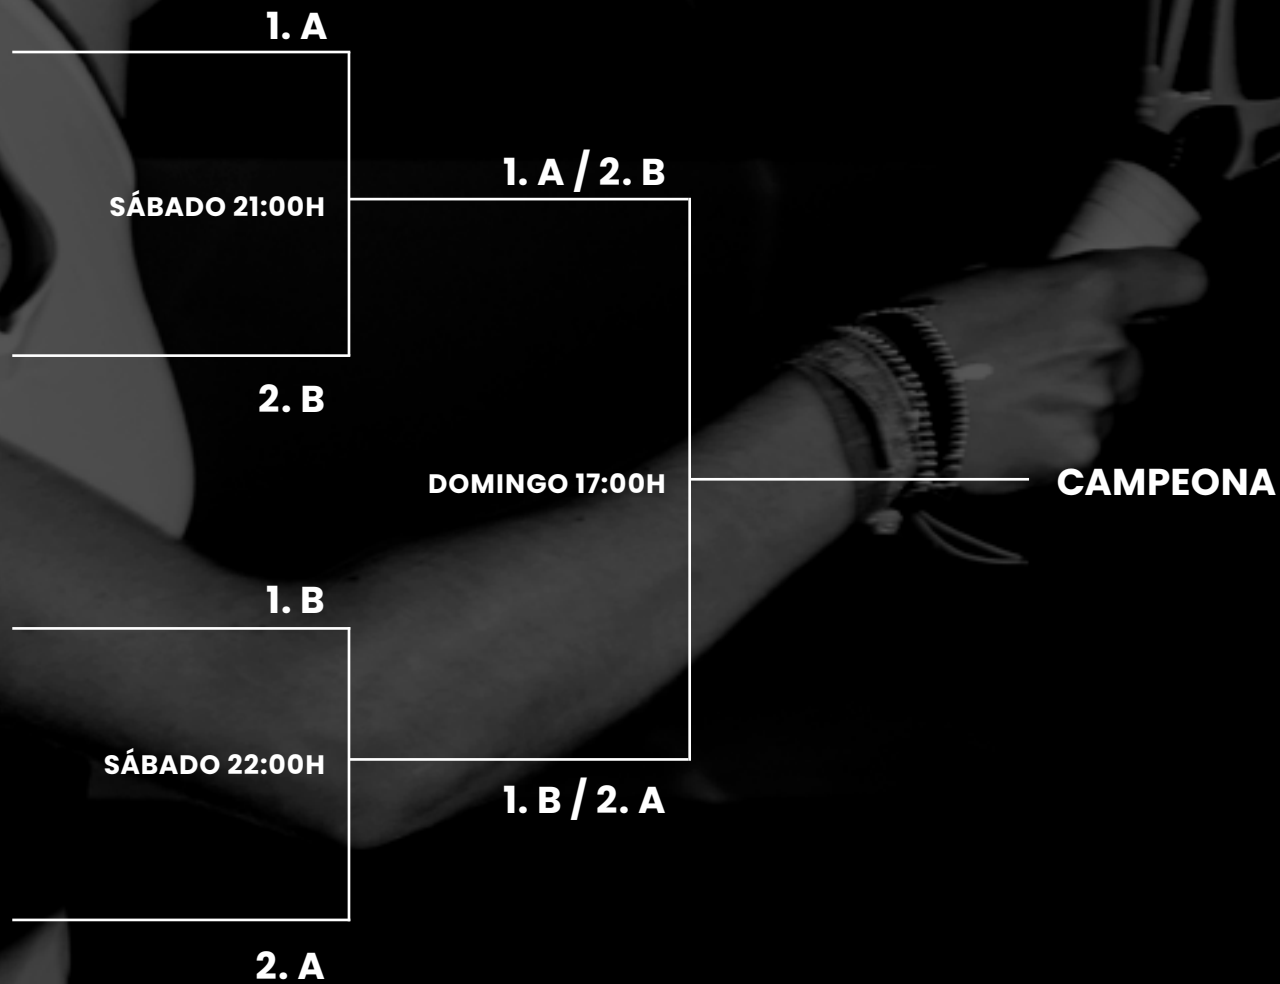 1. A
SÁBADO 21:00H
2. B
1. A / 2. B
DOMINGO 17:00H
CAMPEONA
1. B
SÁBADO 22:00H
1. B / 2. A
2. A